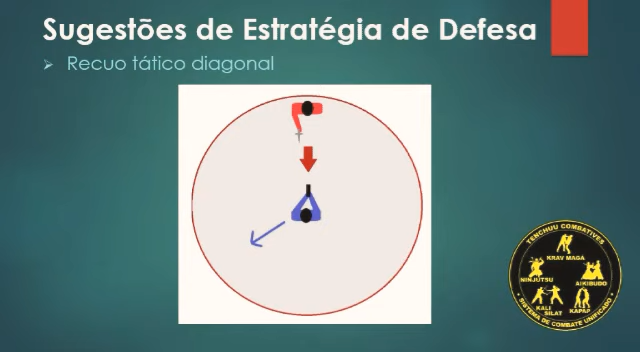 Sugestões de Estratégia de Defesa
Recuo tático diagonal
TENCHUU COMBATIVES
KRAV MAGA
NINJUTSU
AIKIBUDO
KALI
SILAT
KAPAP
SISTEMA DE COMBATE UNIFICADO